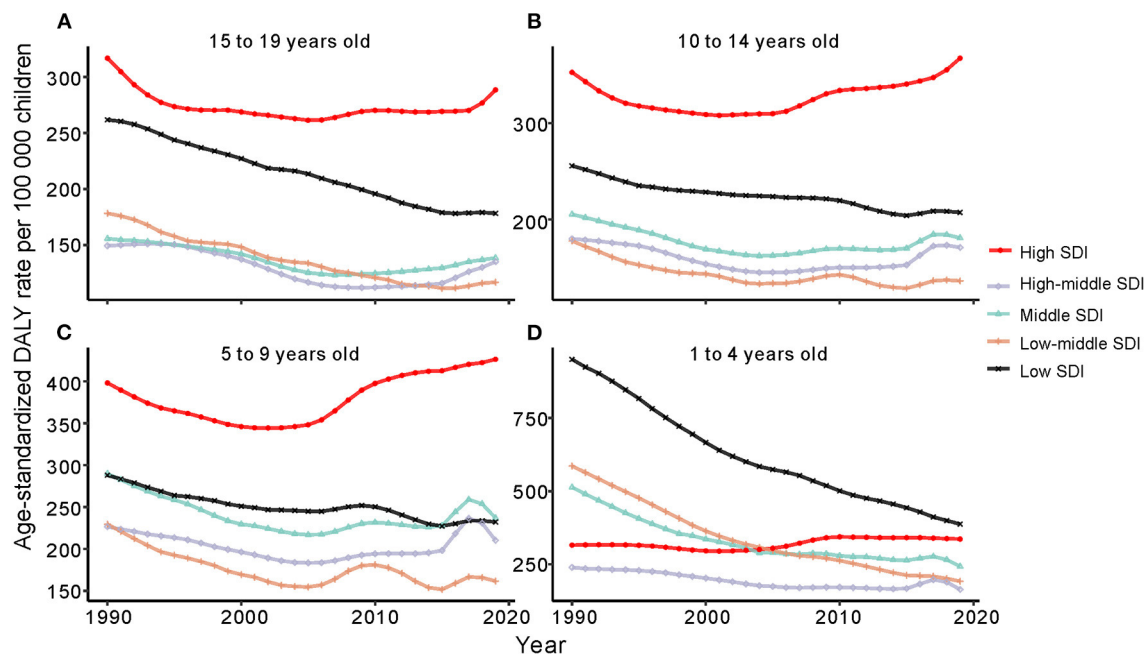 A
15 to 19 years old
300
250
200
150
B
10 to 14 years old
300
200
C
5 to 9 years old
400
350
300
250
200
150
1990
2000
2010
2020
D
1 to 4 years old
750
500
250
1990
2000
2010
2020
Age-standardized DALY rate per 100 000 children
Year
High SDI
High-middle SDI
Middle SDI
Low-middle SDI
Low SDI